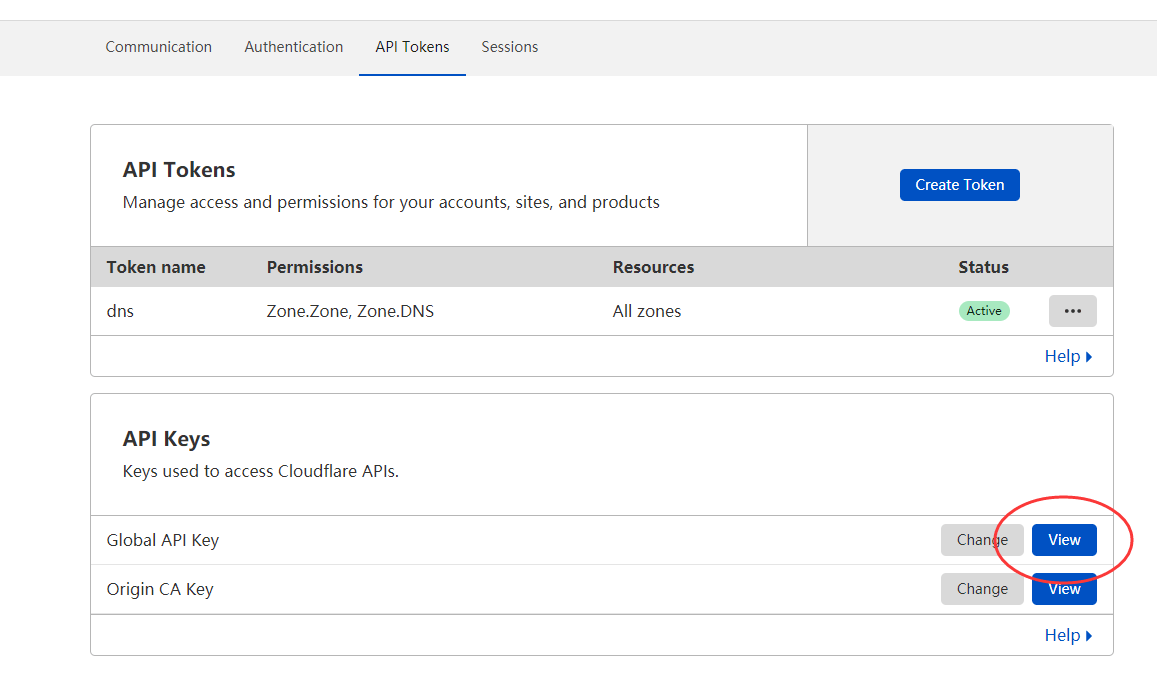 Communication Authentication API Tokens Sessions
API Tokens
Manage access and permissions for your accounts, sites, and products
Create Token
Token name Permissions Resources Status
dns Zone.Zone, Zone.DNS All zones Active •••
Help
API Keys
Keys used to access Cloudflare APIs.
Global API Key Change View
Origin CA Key Change View
Help